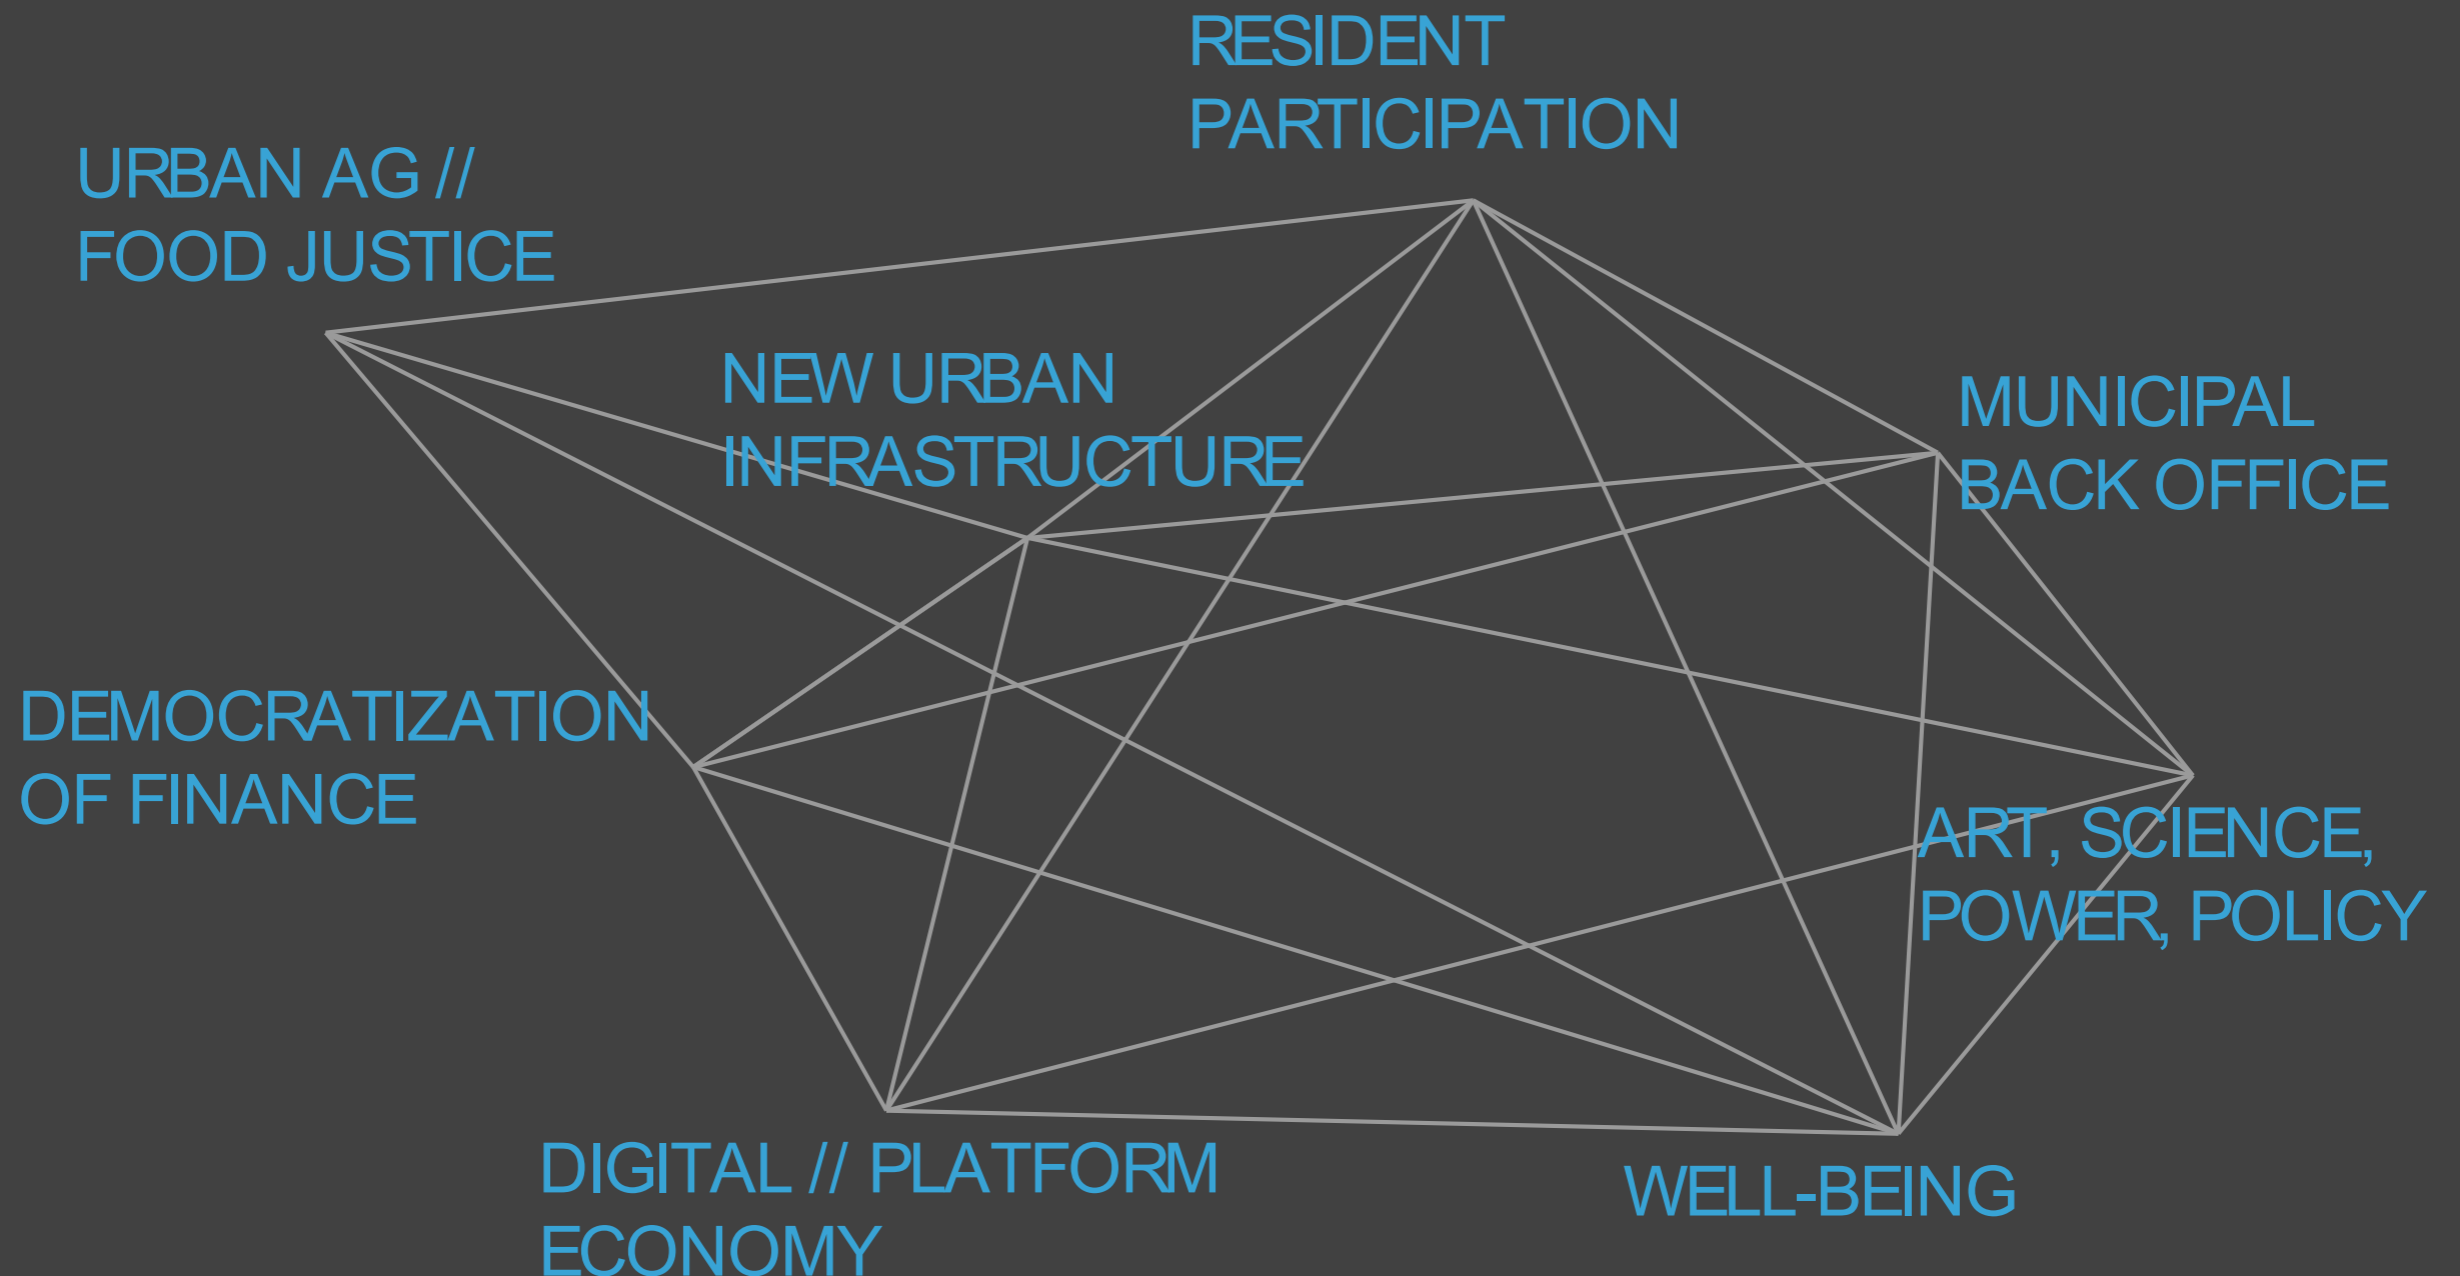 RESIDENT
PARTICIPATION
URBAN AG //
FOOD JUSTICE
NEW URBAN
INFRASTRUCTURE
MUNICIPAL
BACK OFFICE
DEMOCRATIZATION
OF FINANCE
ART, SCIENCE,
POWER, POLICY
DIGITAL // PLATFORM
ECONOMY
WELL-BEING